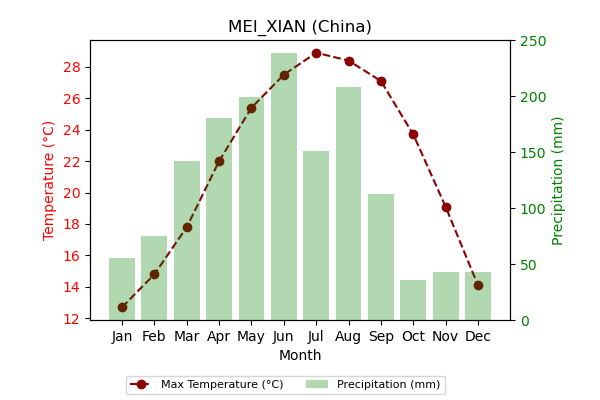 MEI_XIAN (China)
28
26
24
22
20
18
16
14
12
Temperature (°C)
250
200
150
100
50
0
Precipitation (mm)
Jan Feb Mar Apr May Jun Jul Aug Sep Oct Nov Dec
Month
Max Temperature (°C) Precipitation (mm)